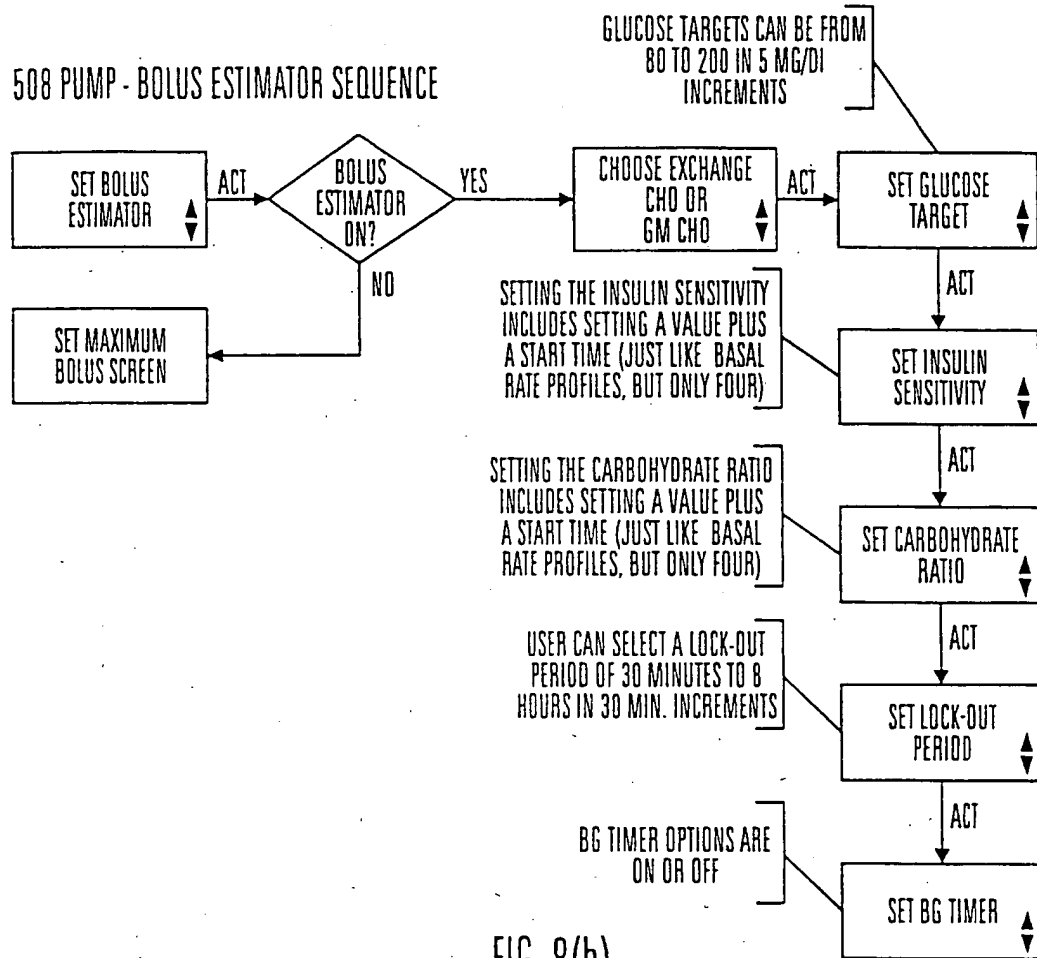 508 PUMP - BOLUS ESTIMATOR SEQUENCE
GLUCOSE TARGETS CAN BE FROM
80 TO 200 IN 5 MG/Dl
INCREMENTS
SET BOLUS
ESTIMATOR
ACT
BOLUS
ESTIMATOR
ON?
YES
NO
CHOOSE EXCHANGE
CHO OR
GM CHO
ACT
SET GLUCOSE
TARGET
ACT
SET MAXIMUM
BOLUS SCREEN
SETTING THE INSULIN SENSITIVITY
INCLUDES SETTING A VALUE PLUS
A START TIME (JUST LIKE BASAL
RATE PROFILES, BUT ONLY FOUR)
SET INSULIN
SENSITIVITY
ACT
SETTING THE CARBOHYDRATE RATIO
INCLUDES SETTING A VALUE PLUS
A START TIME (JUST LIKE BASAL
RATE PROFILES, BUT ONLY FOUR)
SET CARBOHYDRATE
RATIO
ACT
USER CAN SELECT A LOCK-OUT
PERIOD OF 30 MINUTES TO 8
HOURS IN 30 MIN. INCREMENTS
SET LOCK-OUT
PERIOD
ACT
BG TIMER OPTIONS ARE
ON OR OFF
SET BG TIMER
FIG. 8(b)